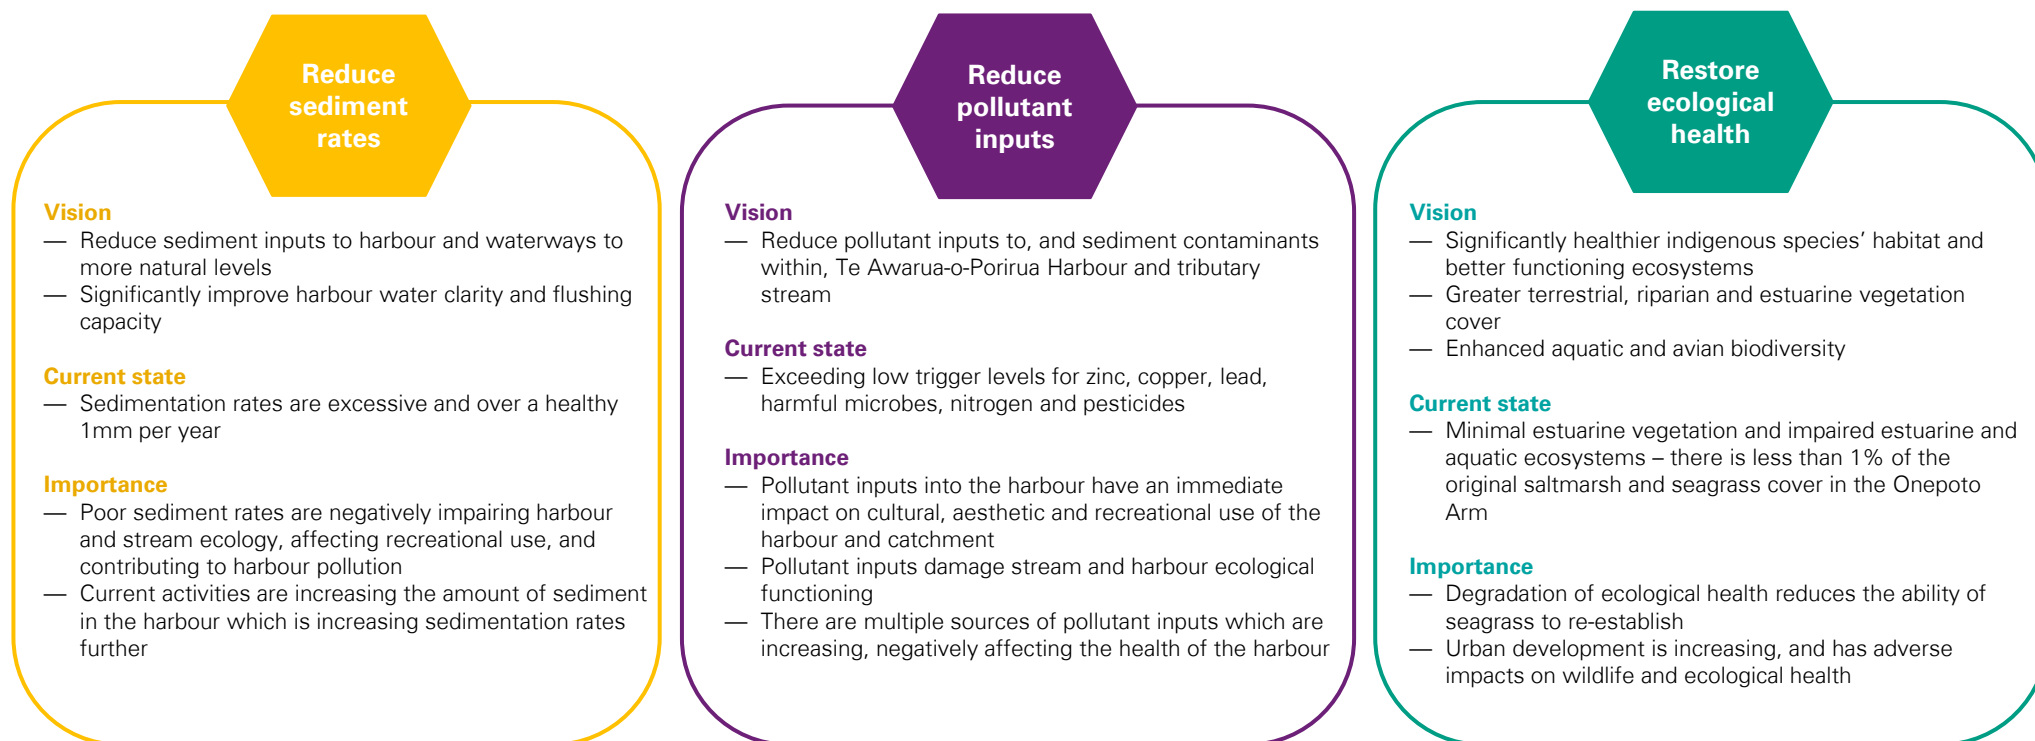 Reduce
sediment
rates
Vision
— Reduce sediment inputs to harbour and waterways to
more natural levels
— Significantly improve harbour water clarity and flushing
capacity
Current state
— Sedimentation rates are excessive and over a healthy
1mm per year
Importance
— Poor sediment rates are negatively impairing harbour
and stream ecology, affecting recreational use, and
contributing to harbour pollution
— Current activities are increasing the amount of sediment
in the harbour which is increasing sedimentation rates
further
Reduce
pollutant
inputs
Vision
— Reduce pollutant inputs to, and sediment contaminants
within, Te Awarua-o-Porirua Harbour and tributary
stream
Current state
— Exceeding low trigger levels for zinc, copper, lead,
harmful microbes, nitrogen and pesticides
Importance
— Pollutant inputs into the harbour have an immediate
impact on cultural, aesthetic and recreational use of the
harbour and catchment
— Pollutant inputs damage stream and harbour ecological
functioning
— There are multiple sources of pollutant inputs which are
increasing, negatively affecting the health of the harbour
Restore
ecological
health
Vision
— Significantly healthier indigenous species’ habitat and
better functioning ecosystems
— Greater terrestrial, riparian and estuarine vegetation
cover
— Enhanced aquatic and avian biodiversity
Current state
— Minimal estuarine vegetation and impaired estuarine and
aquatic ecosystems – there is less than 1% of the
original saltmarsh and seagrass cover in the Onepoto
Arm
Importance
— Degradation of ecological health reduces the ability of
seagrass to re-establish
— Urban development is increasing, and has adverse
impacts on wildlife and ecological health